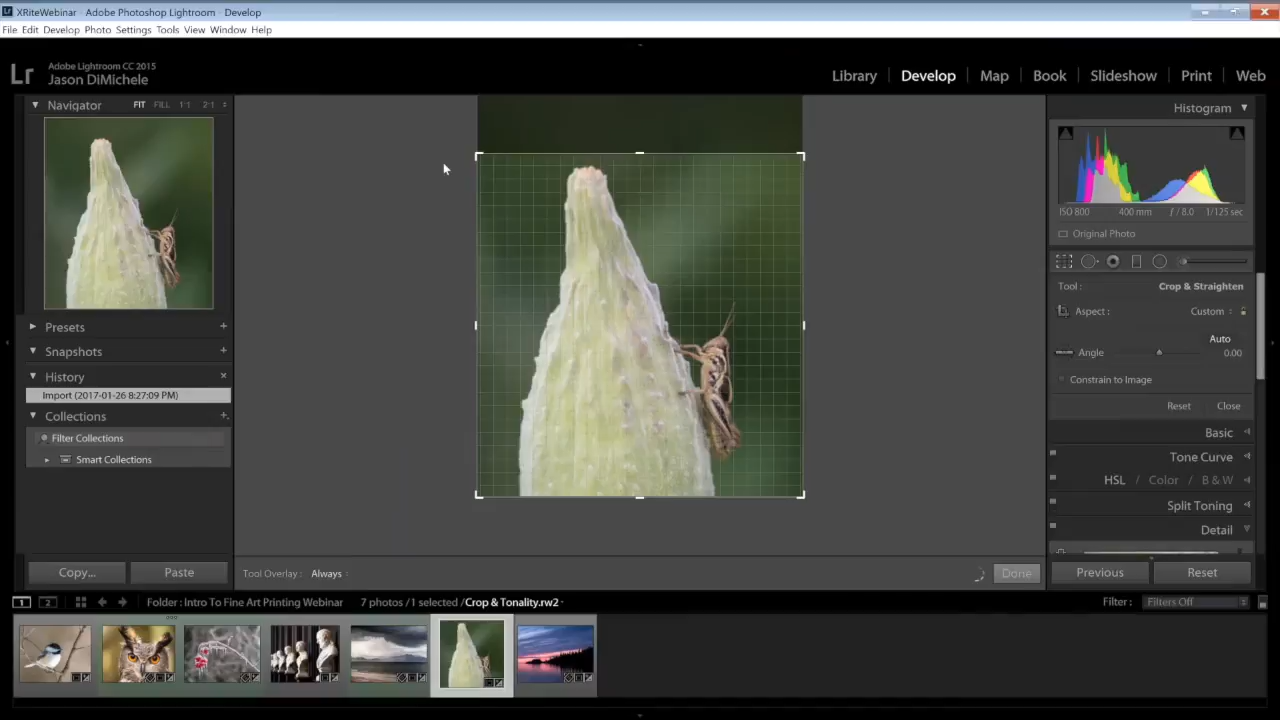 XRiteWebinar - Adobe Photoshop Lightroom - Develop
File Edit Develop Photo Settings Tools View Window Help
Lr
Adobe Lightroom CC 2015
Jason DiMichele
Library Develop Map Book Slideshow Print Web
Navigator FIT FILL 1:1 2:1
Histogram
ISO 800 400 mm ƒ / 8.0 1/125 sec
Original Photo
Tool : Crop & Straighten
Aspect : Custom
Auto
Angle 0.00
Constrain to Image
Reset Close
Presets
Snapshots
History
Import (2017-01-26 8:27:09 PM)
Collections
Filter Collections
Smart Collections
Basic
Tone Curve
HSL / Color / B & W
Split Toning
Detail
Copy... Paste
Tool Overlay : Always
Done
Previous Reset
1 2 Folder : Intro To Fine Art Printing Webinar 7 photos /1 selected /Crop & Tonality.rw2
Filter : Filters Off